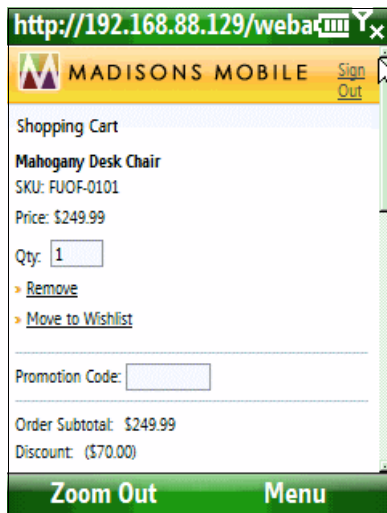 http://192.168.88.129/weba
MADISONS MOBILE
Sign
Out
Shopping Cart
Mahogany Desk Chair
SKU: FUOF-0101
Price: $249.99
Qty: 1
» Remove
» Move to Wishlist
Promotion Code:
Order Subtotal: $249.99
Discount: ($70.00)
Zoom Out Menu